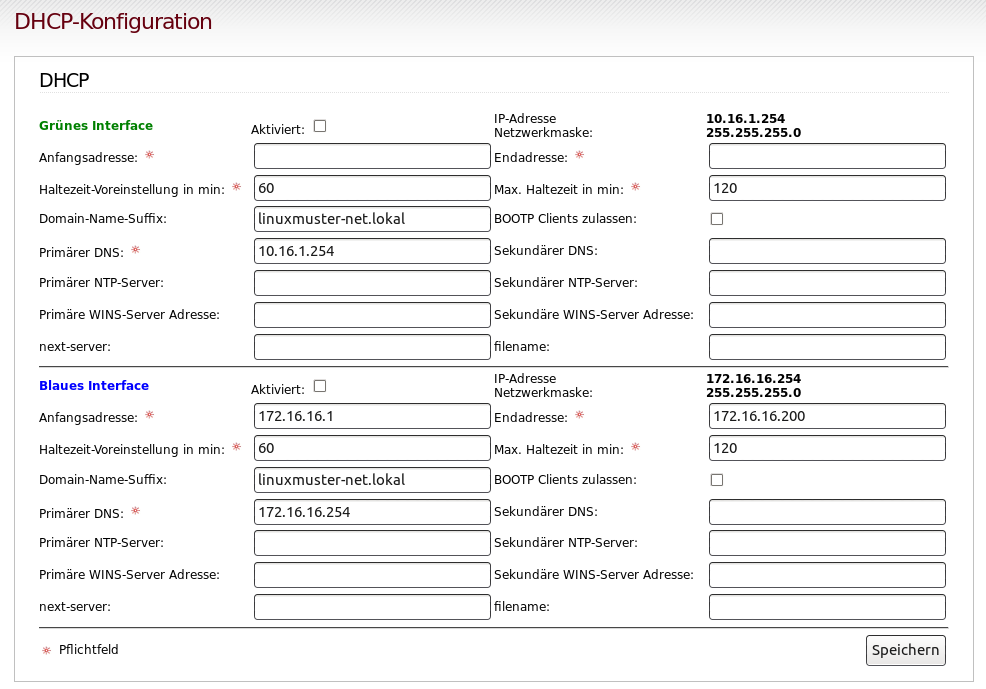 DHCP-Konfiguration
DHCP
Grünes Interface Aktiviert: IP-Adresse 10.16.1.254
Netzwerkmaske: 255.255.255.0
Anfangsadresse: * Endadresse: *
Haltezeit-Voreinstellung in min: * 60 Max. Haltezeit in min: * 120
Domain-Name-Suffix: linuxmuster-net.lokal BOOTP Clients zulassen:
Primärer DNS: * 10.16.1.254 Sekundärer DNS:
Primärer NTP-Server: Sekundärer NTP-Server:
Primäre WINS-Server Adresse: Sekundäre WINS-Server Adresse:
next-server: filename:
Blaues Interface Aktiviert: IP-Adresse 172.16.16.254
Netzwerkmaske: 255.255.255.0
Anfangsadresse: * 172.16.16.1 Endadresse: * 172.16.16.200
Haltezeit-Voreinstellung in min: * 60 Max. Haltezeit in min: * 120
Domain-Name-Suffix: linuxmuster-net.lokal BOOTP Clients zulassen:
Primärer DNS: * 172.16.16.254 Sekundärer DNS:
Primärer NTP-Server: Sekundärer NTP-Server:
Primäre WINS-Server Adresse: Sekundäre WINS-Server Adresse:
next-server: filename:
* Pflichtfeld Speichern